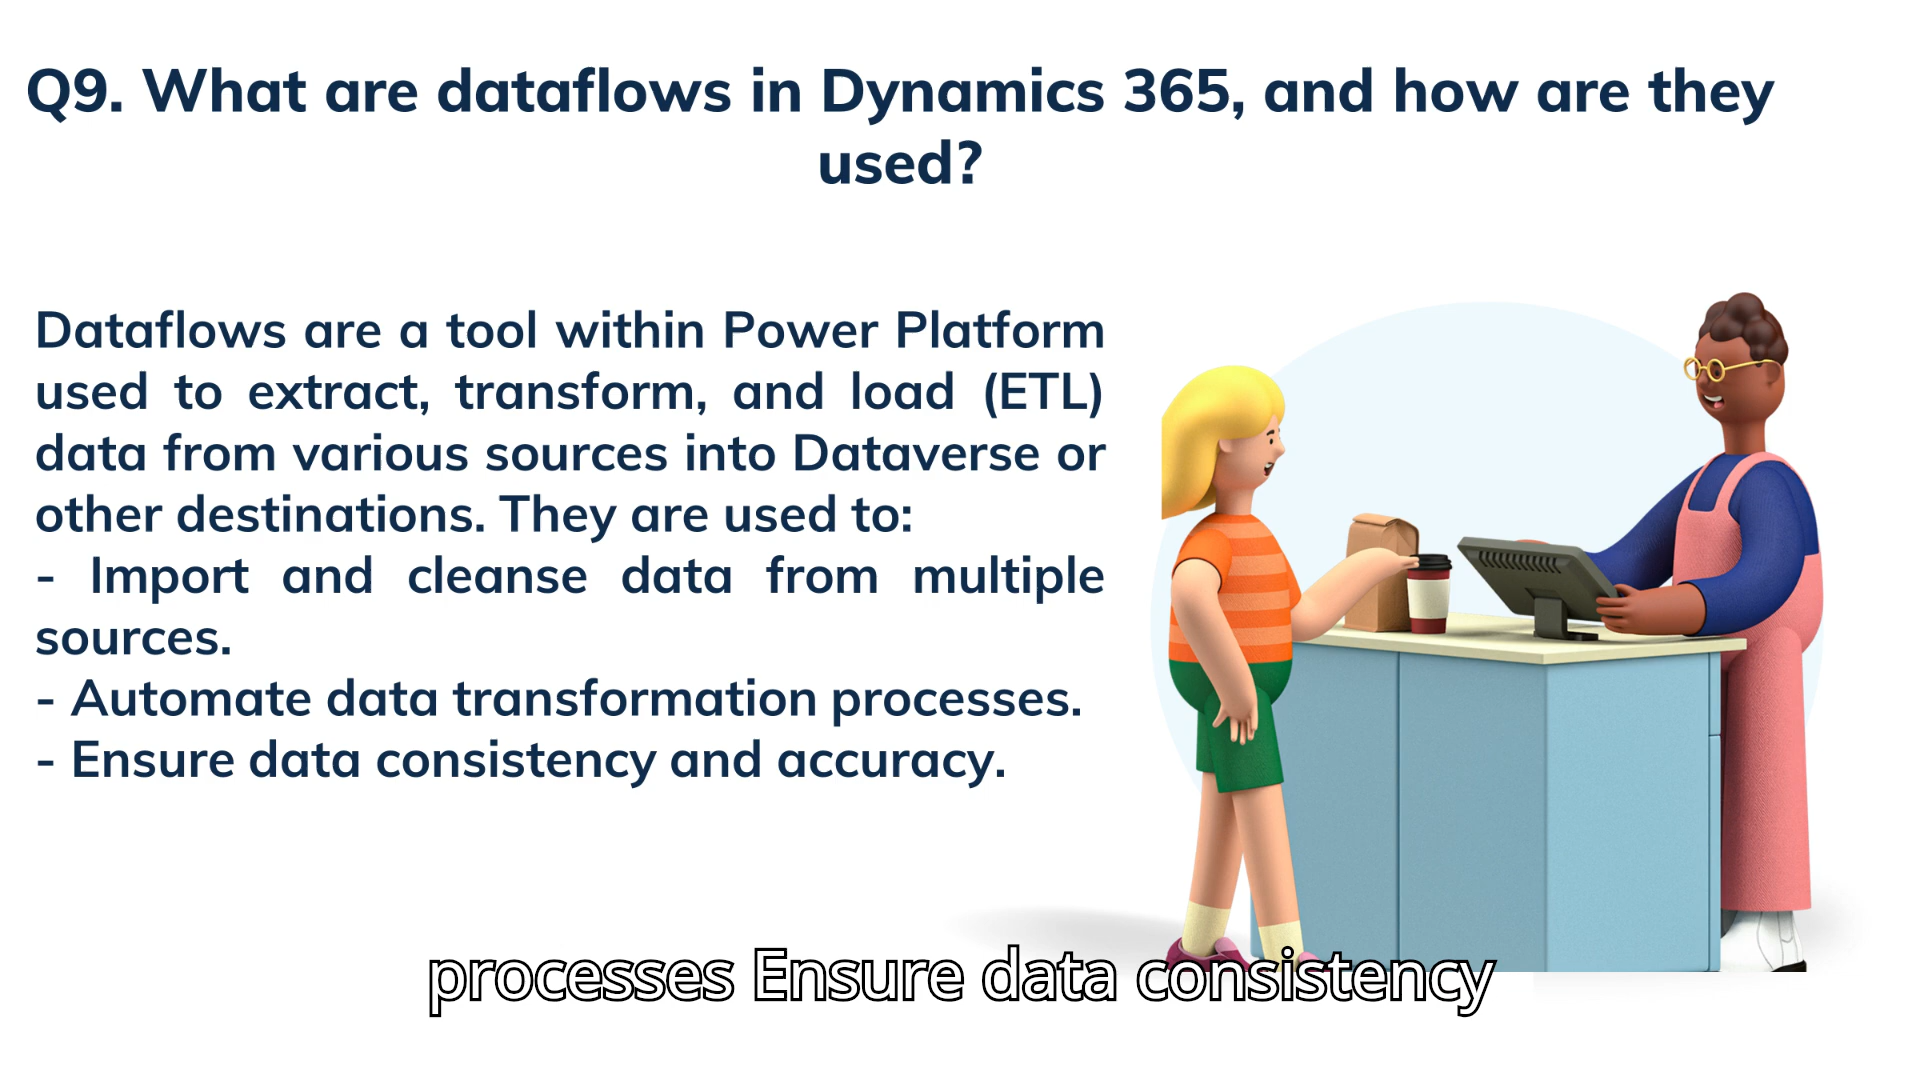 Q9. What are dataflows in Dynamics 365, and how are they
used?
Dataflows are a tool within Power Platform
used to extract, transform, and load (ETL)
data from various sources into Dataverse or
other destinations. They are used to:
- Import and cleanse data from multiple
sources.
- Automate data transformation processes.
- Ensure data consistency and accuracy.
processes Ensure data consistency